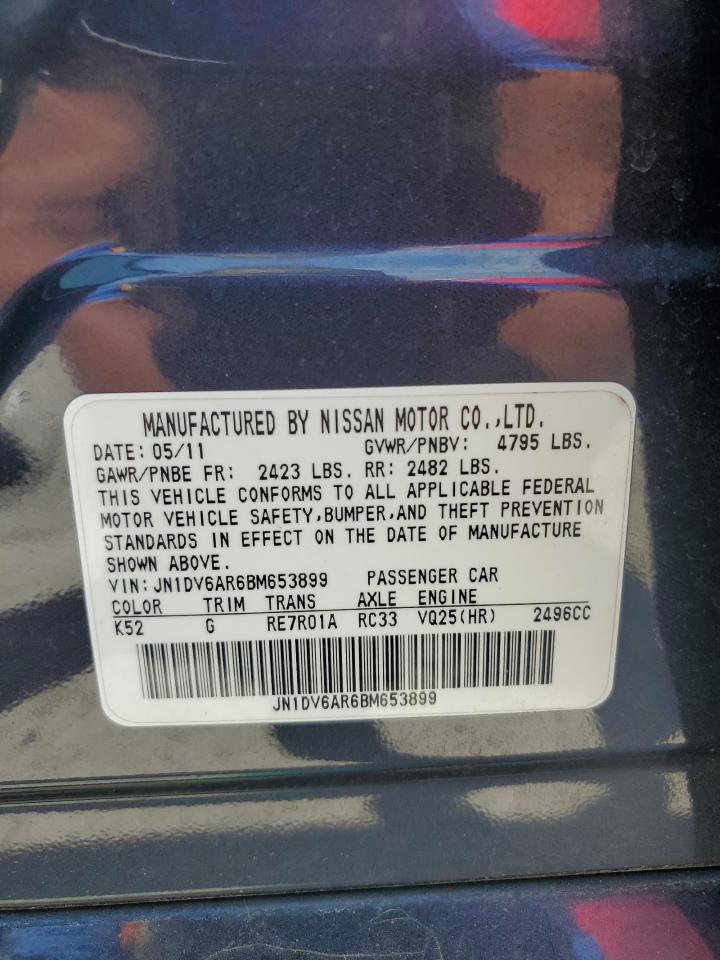 MANUFACTURED BY NISSAN MOTOR CO.,LTD.
DATE: 05/11 GVWR/PNBV: 4795 LBS.
GAWR/PNBE FR: 2423 LBS. RR: 2482 LBS.
THIS VEHICLE CONFORMS TO ALL APPLICABLE FEDERAL
MOTOR VEHICLE SAFETY,BUMPER,AND THEFT PREVENTION
STANDARDS IN EFFECT ON THE DATE OF MANUFACTURE
SHOWN ABOVE.
VIN: JN1DV6AR6BM653899 PASSENGER CAR
COLOR TRIM TRANS AXLE ENGINE
K52 G RE7R01A RC33 VQ25(HR) 2496CC
JN1DV6AR6BM653899